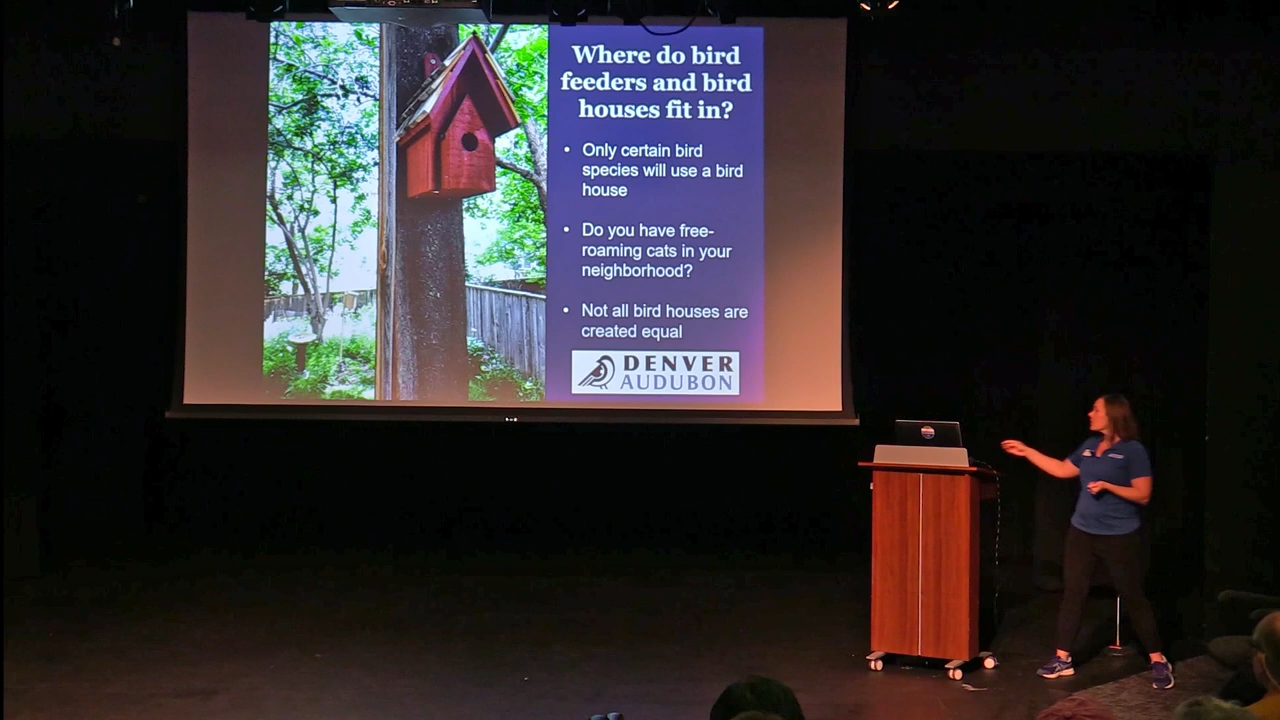 Where do bird
feeders and bird
houses fit in?
• Only certain bird
species will use a bird
house
• Do you have free-
roaming cats in your
neighborhood?
• Not all bird houses are
created equal
DENVER
AUDUBON